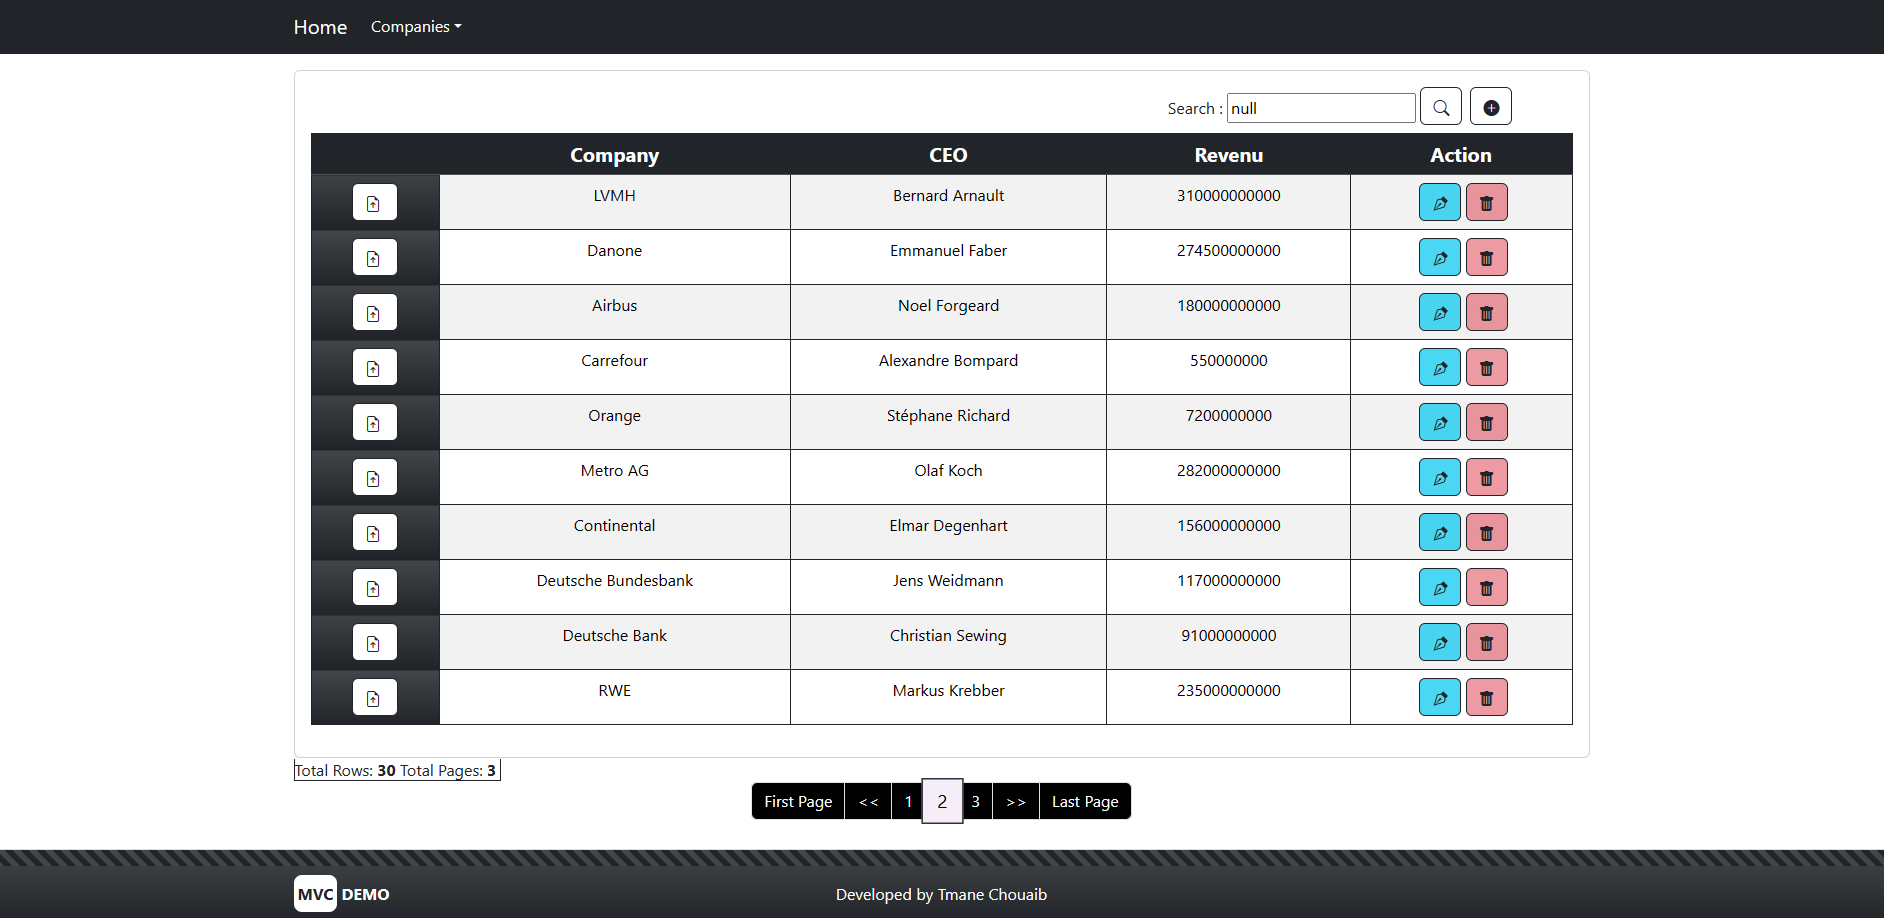 Home Companies
Search : null
Company CEO Revenu Action
LVMH Bernard Arnault 310000000000
Danone Emmanuel Faber 274500000000
Airbus Noel Forgeard 180000000000
Carrefour Alexandre Bompard 550000000
Orange Stéphane Richard 7200000000
Metro AG Olaf Koch 282000000000
Continental Elmar Degenhart 156000000000
Deutsche Bundesbank Jens Weidmann 117000000000
Deutsche Bank Christian Sewing 91000000000
RWE Markus Krebber 235000000000
Total Rows: 30 Total Pages: 3
First Page << 1 2 3 >> Last Page
MVC DEMO Developed by Tmane Chouaib